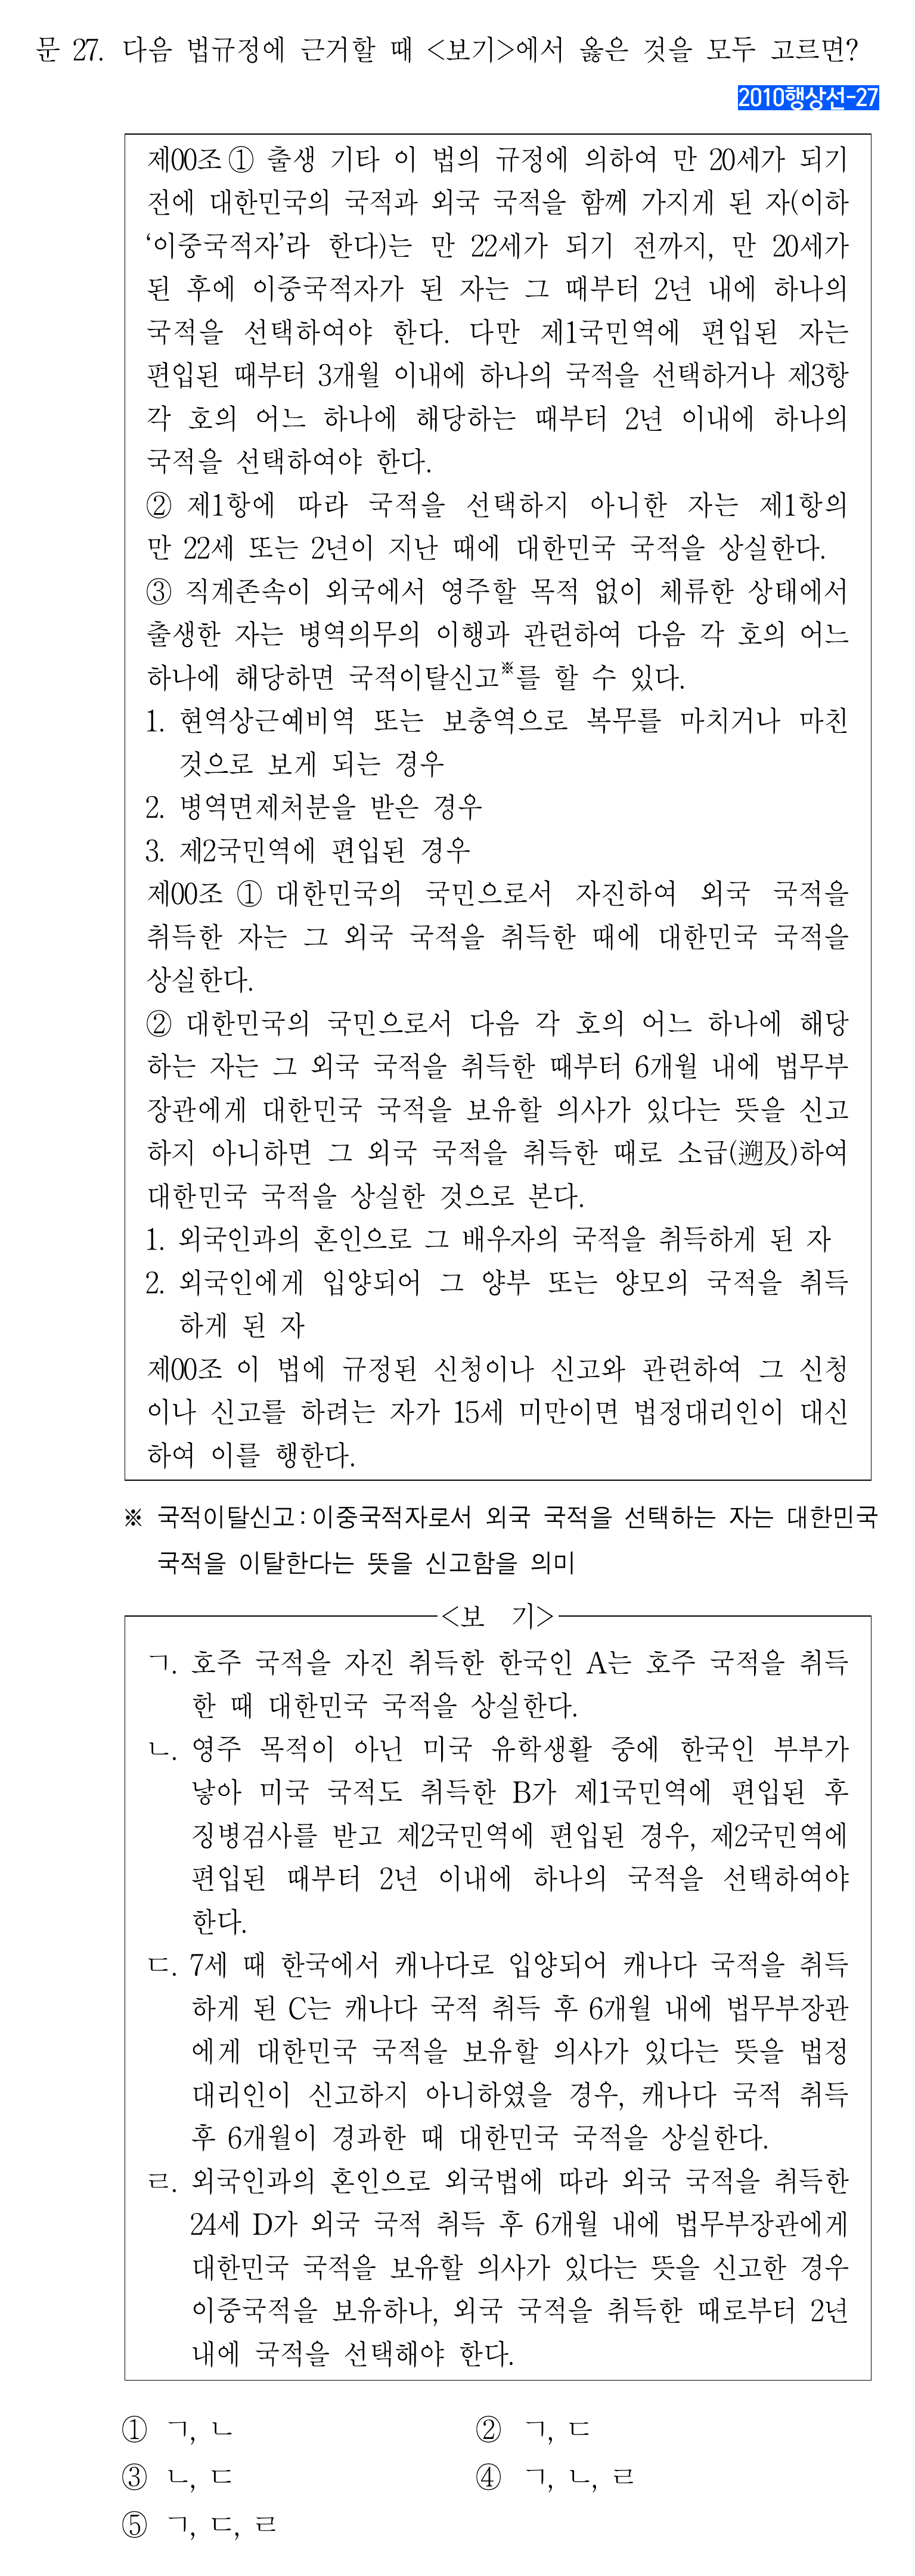 문 27. 다음 법규정에 근거할 때 <보기>에서 옳은 것을 모두 고르면?
2010행상선-27
제00조 ① 출생 기타 이 법의 규정에 의하여 만 20세가 되기
전에 대한민국의 국적과 외국 국적을 함께 가지게 된 자(이하
‘이중국적자’라 한다)는 만 22세가 되기 전까지, 만 20세가
된 후에 이중국적자가 된 자는 그 때부터 2년 내에 하나의
국적을 선택하여야 한다. 다만 제1국민역에 편입된 자는
편입된 때부터 3개월 이내에 하나의 국적을 선택하거나 제3항
각 호의 어느 하나에 해당하는 때부터 2년 이내에 하나의
국적을 선택하여야 한다.
② 제1항에 따라 국적을 선택하지 아니한 자는 제1항의
만 22세 또는 2년이 지난 때에 대한민국 국적을 상실한다.
③ 직계존속이 외국에서 영주할 목적 없이 체류한 상태에서
출생한 자는 병역의무의 이행과 관련하여 다음 각 호의 어느
하나에 해당하면 국적이탈신고※를 할 수 있다.
1. 현역상근예비역 또는 보충역으로 복무를 마치거나 마친
것으로 보게 되는 경우
2. 병역면제처분을 받은 경우
3. 제2국민역에 편입된 경우
제00조 ① 대한민국의 국민으로서 자진하여 외국 국적을
취득한 자는 그 외국 국적을 취득한 때에 대한민국 국적을
상실한다.
② 대한민국의 국민으로서 다음 각 호의 어느 하나에 해당
하는 자는 그 외국 국적을 취득한 때부터 6개월 내에 법무부
장관에게 대한민국 국적을 보유할 의사가 있다는 뜻을 신고
하지 아니하면 그 외국 국적을 취득한 때로 소급(遡及)하여
대한민국 국적을 상실한 것으로 본다.
1. 외국인과의 혼인으로 그 배우자의 국적을 취득하게 된 자
2. 외국인에게 입양되어 그 양부 또는 양모의 국적을 취득
하게 된 자
제00조 이 법에 규정된 신청이나 신고와 관련하여 그 신청
이나 신고를 하려는 자가 15세 미만이면 법정대리인이 대신
하여 이를 행한다.
※ 국적이탈신고 : 이중국적자로서 외국 국적을 선택하는 자는 대한민국
국적을 이탈한다는 뜻을 신고함을 의미
<보 기>
ㄱ. 호주 국적을 자진 취득한 한국인 A는 호주 국적을 취득
한 때 대한민국 국적을 상실한다.
ㄴ. 영주 목적이 아닌 미국 유학생활 중에 한국인 부부가
낳아 미국 국적도 취득한 B가 제1국민역에 편입된 후
징병검사를 받고 제2국민역에 편입된 경우, 제2국민역에
편입된 때부터 2년 이내에 하나의 국적을 선택하여야
한다.
ㄷ. 7세 때 한국에서 캐나다로 입양되어 캐나다 국적을 취득
하게 된 C는 캐나다 국적 취득 후 6개월 내에 법무부장관
에게 대한민국 국적을 보유할 의사가 있다는 뜻을 법정
대리인이 신고하지 아니하였을 경우, 캐나다 국적 취득
후 6개월이 경과한 때 대한민국 국적을 상실한다.
ㄹ. 외국인과의 혼인으로 외국법에 따라 외국 국적을 취득한
24세 D가 외국 국적 취득 후 6개월 내에 법무부장관에게
대한민국 국적을 보유할 의사가 있다는 뜻을 신고한 경우
이중국적을 보유하나, 외국 국적을 취득한 때로부터 2년
내에 국적을 선택해야 한다.
① ㄱ, ㄴ ② ㄱ, ㄷ
③ ㄴ, ㄷ ④ ㄱ, ㄴ, ㄹ
⑤ ㄱ, ㄷ, ㄹ